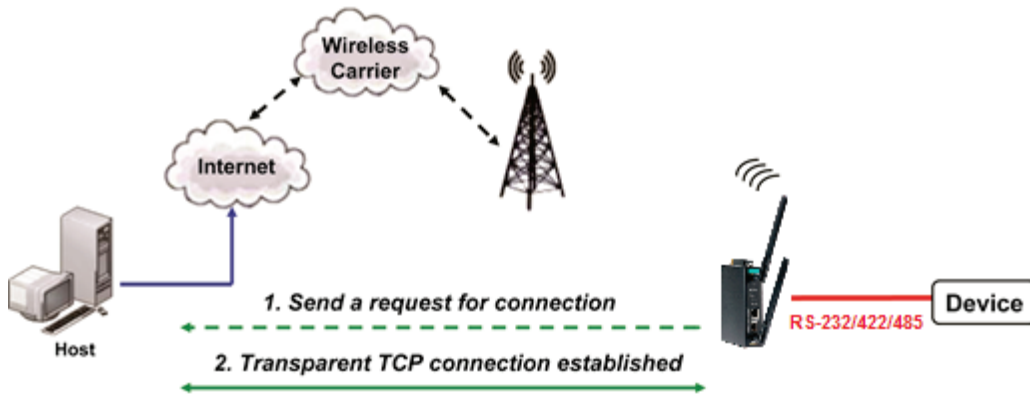 Wireless
Carrier
Internet
1. Send a request for connection
Device
RS-232/422/485
Host
2. Transparent TCP connection established